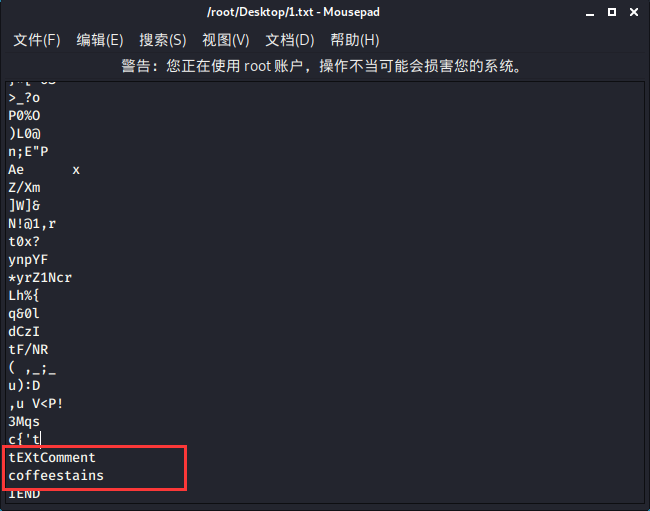 /root/Desktop/1.txt - Mousepad
文件(F) 编辑(E) 搜索(S) 视图(V) 文档(D) 帮助(H)
警告：您正在使用 root 账户，操作不当可能会损害您的系统。
>_?o
P0%O
)L0@
n;E"P
Ae      x
Z/Xm
]W]&
N!@1,r
t0x?
ynpYF
*yrZ1Ncr
Lh%{
q&0l
dCzI
tF/NR
( ,_;_
u):D
,u V<P!
3Mqs
c{'t
tEXtComment
coffeestains
IEND